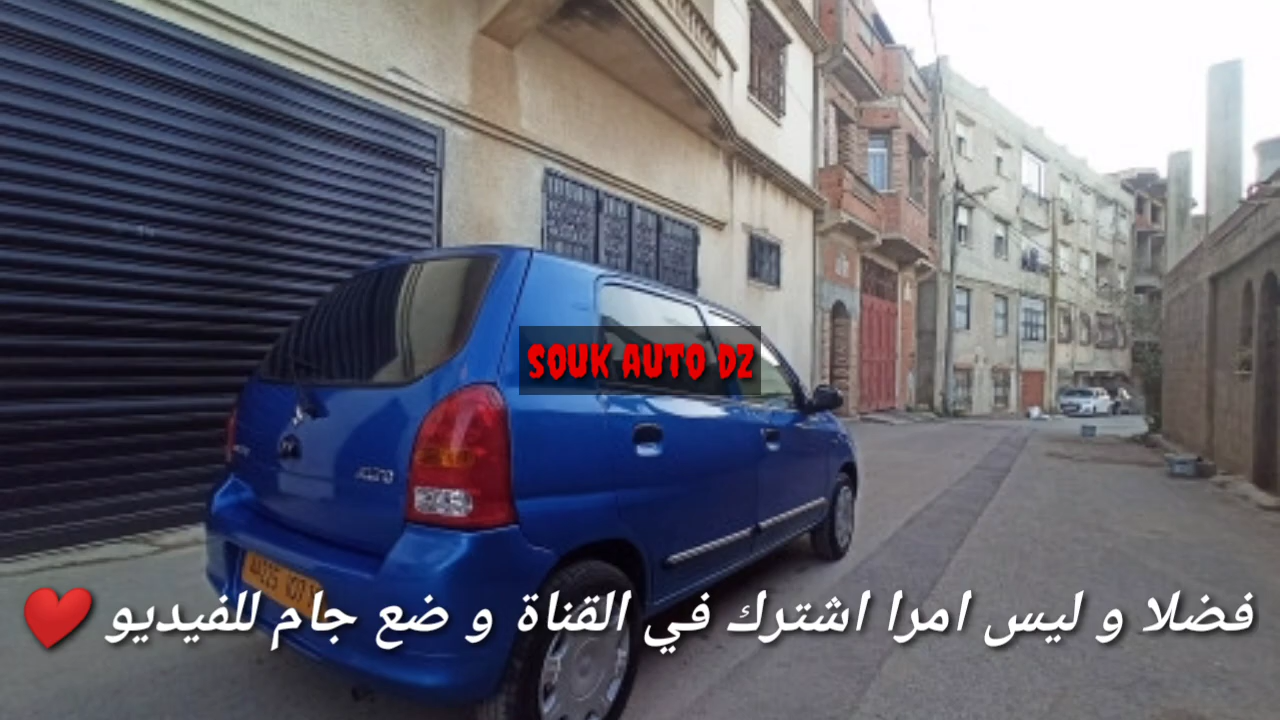 SOUK AUTO DZ
فضلا و ليس امرا اشترك في القناة و ضع جام للفيديو ❤️